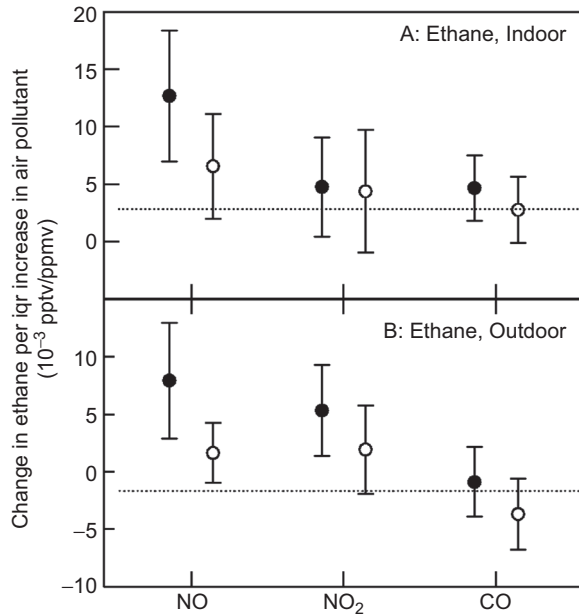 Change in ethane per iqr increase in air pollutant
(10⁻³ pptv/ppmv)
A: Ethane, Indoor
20
15
10
5
0
B: Ethane, Outdoor
10
5
0
−5
−10
NO
NO₂
CO